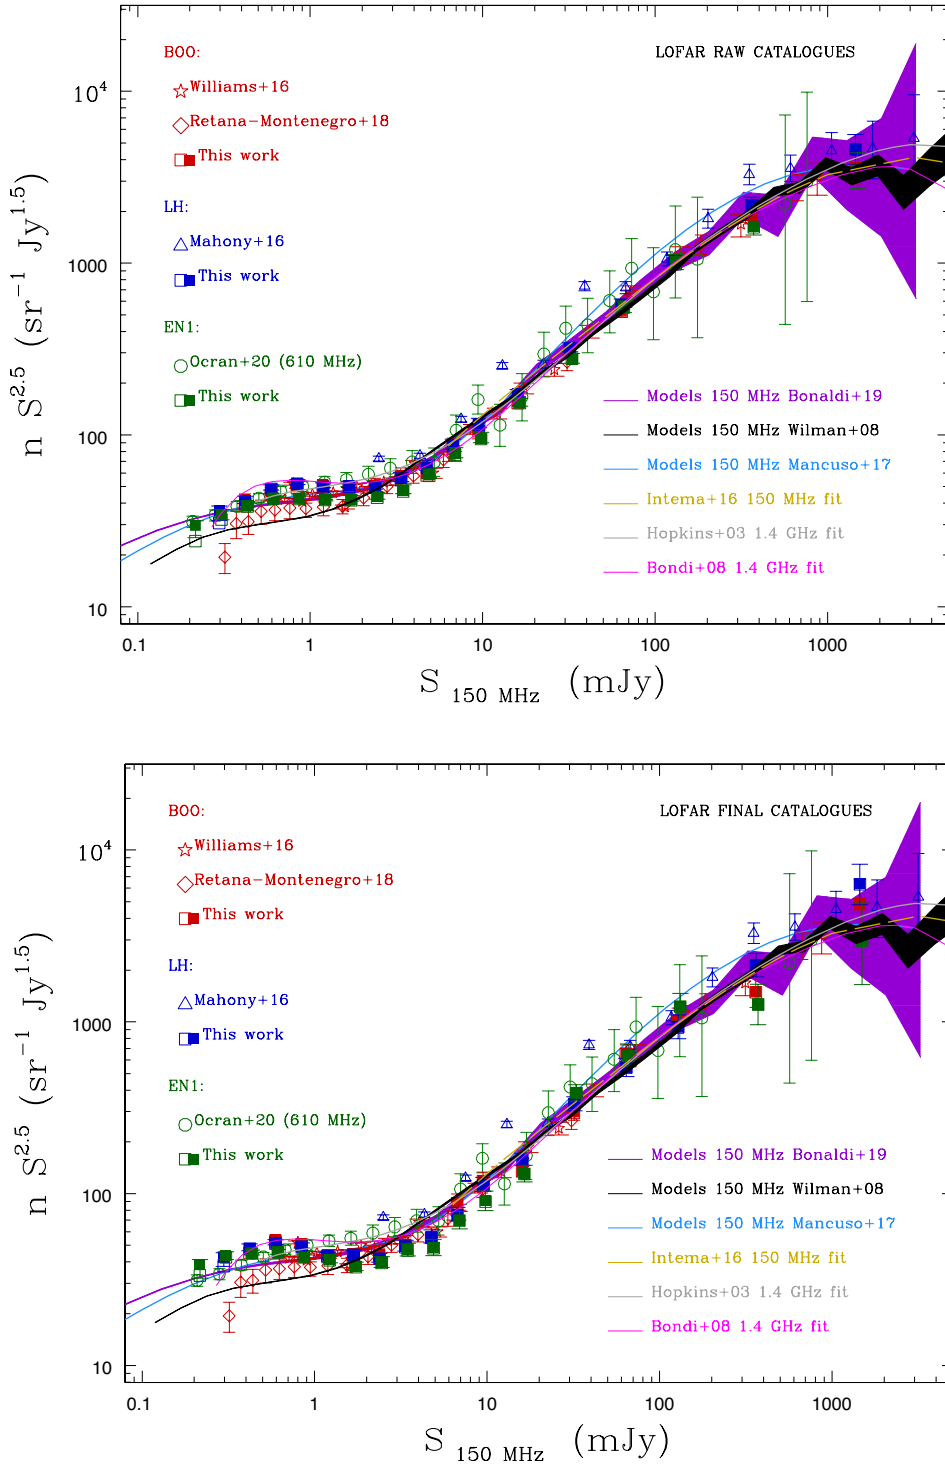 LOFAR RAW CATALOGUES
BOO:
Williams+16
Retana-Montenegro+18
This work
LH:
Mahony+16
This work
EN1:
Ocran+20 (610 MHz)
This work
Models 150 MHz Bonaldi+19
Models 150 MHz Wilman+08
Models 150 MHz Mancuso+17
Intema+16 150 MHz fit
Hopkins+03 1.4 GHz fit
Bondi+08 1.4 GHz fit
10^4
1000
100
10
n S^2.5 (sr^−1 Jy^1.5)
0.1 1 10 100 1000
S 150 MHz (mJy)
LOFAR FINAL CATALOGUES
BOO:
Williams+16
Retana-Montenegro+18
This work
LH:
Mahony+16
This work
EN1:
Ocran+20 (610 MHz)
This work
Models 150 MHz Bonaldi+19
Models 150 MHz Wilman+08
Models 150 MHz Mancuso+17
Intema+16 150 MHz fit
Hopkins+03 1.4 GHz fit
Bondi+08 1.4 GHz fit
10^4
1000
100
10
n S^2.5 (sr^−1 Jy^1.5)
0.1 1 10 100 1000
S 150 MHz (mJy)